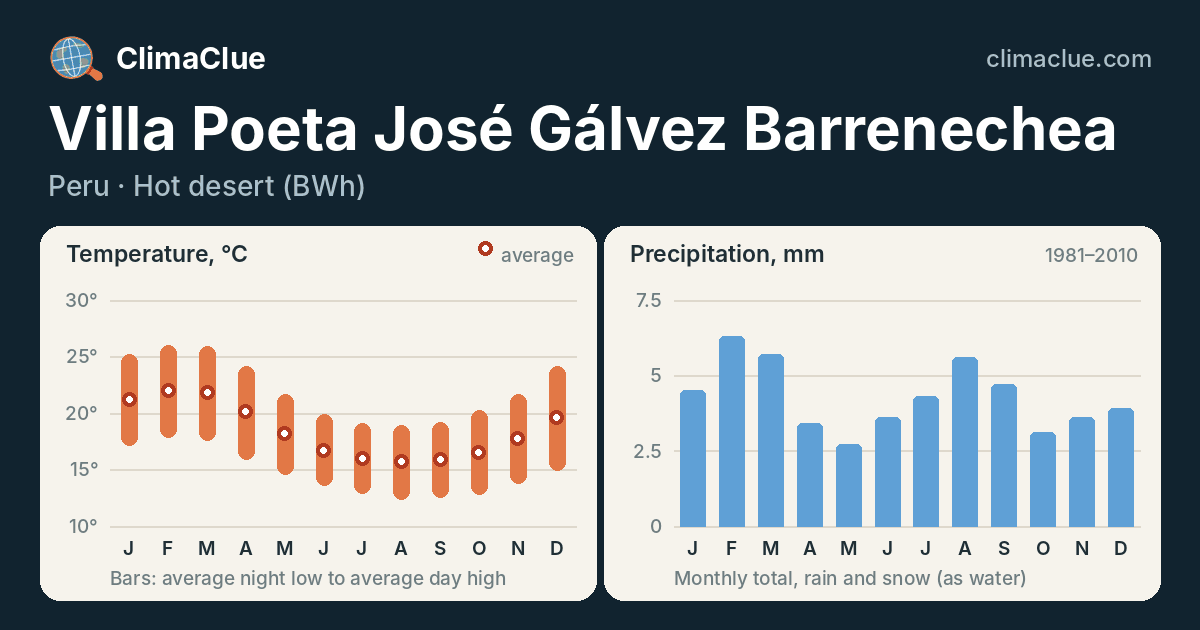 ClimaClue
climaclue.com
Villa Poeta José Gálvez Barrenechea
Peru · Hot desert (BWh)
Temperature, °C
average
30°
25°
20°
15°
10°
J F M A M J J A S O N D
Bars: average night low to average day high
Precipitation, mm
1981–2010
7.5
5
2.5
0
J F M A M J J A S O N D
Monthly total, rain and snow (as water)